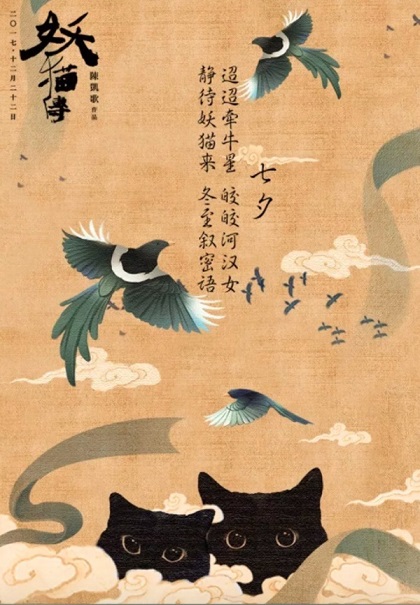 妖猫传
陳凱歌 作品
二〇一七·十二月二十二日
七夕
迢迢牵牛星 皎皎河汉女
静待妖猫来 冬至叙密语